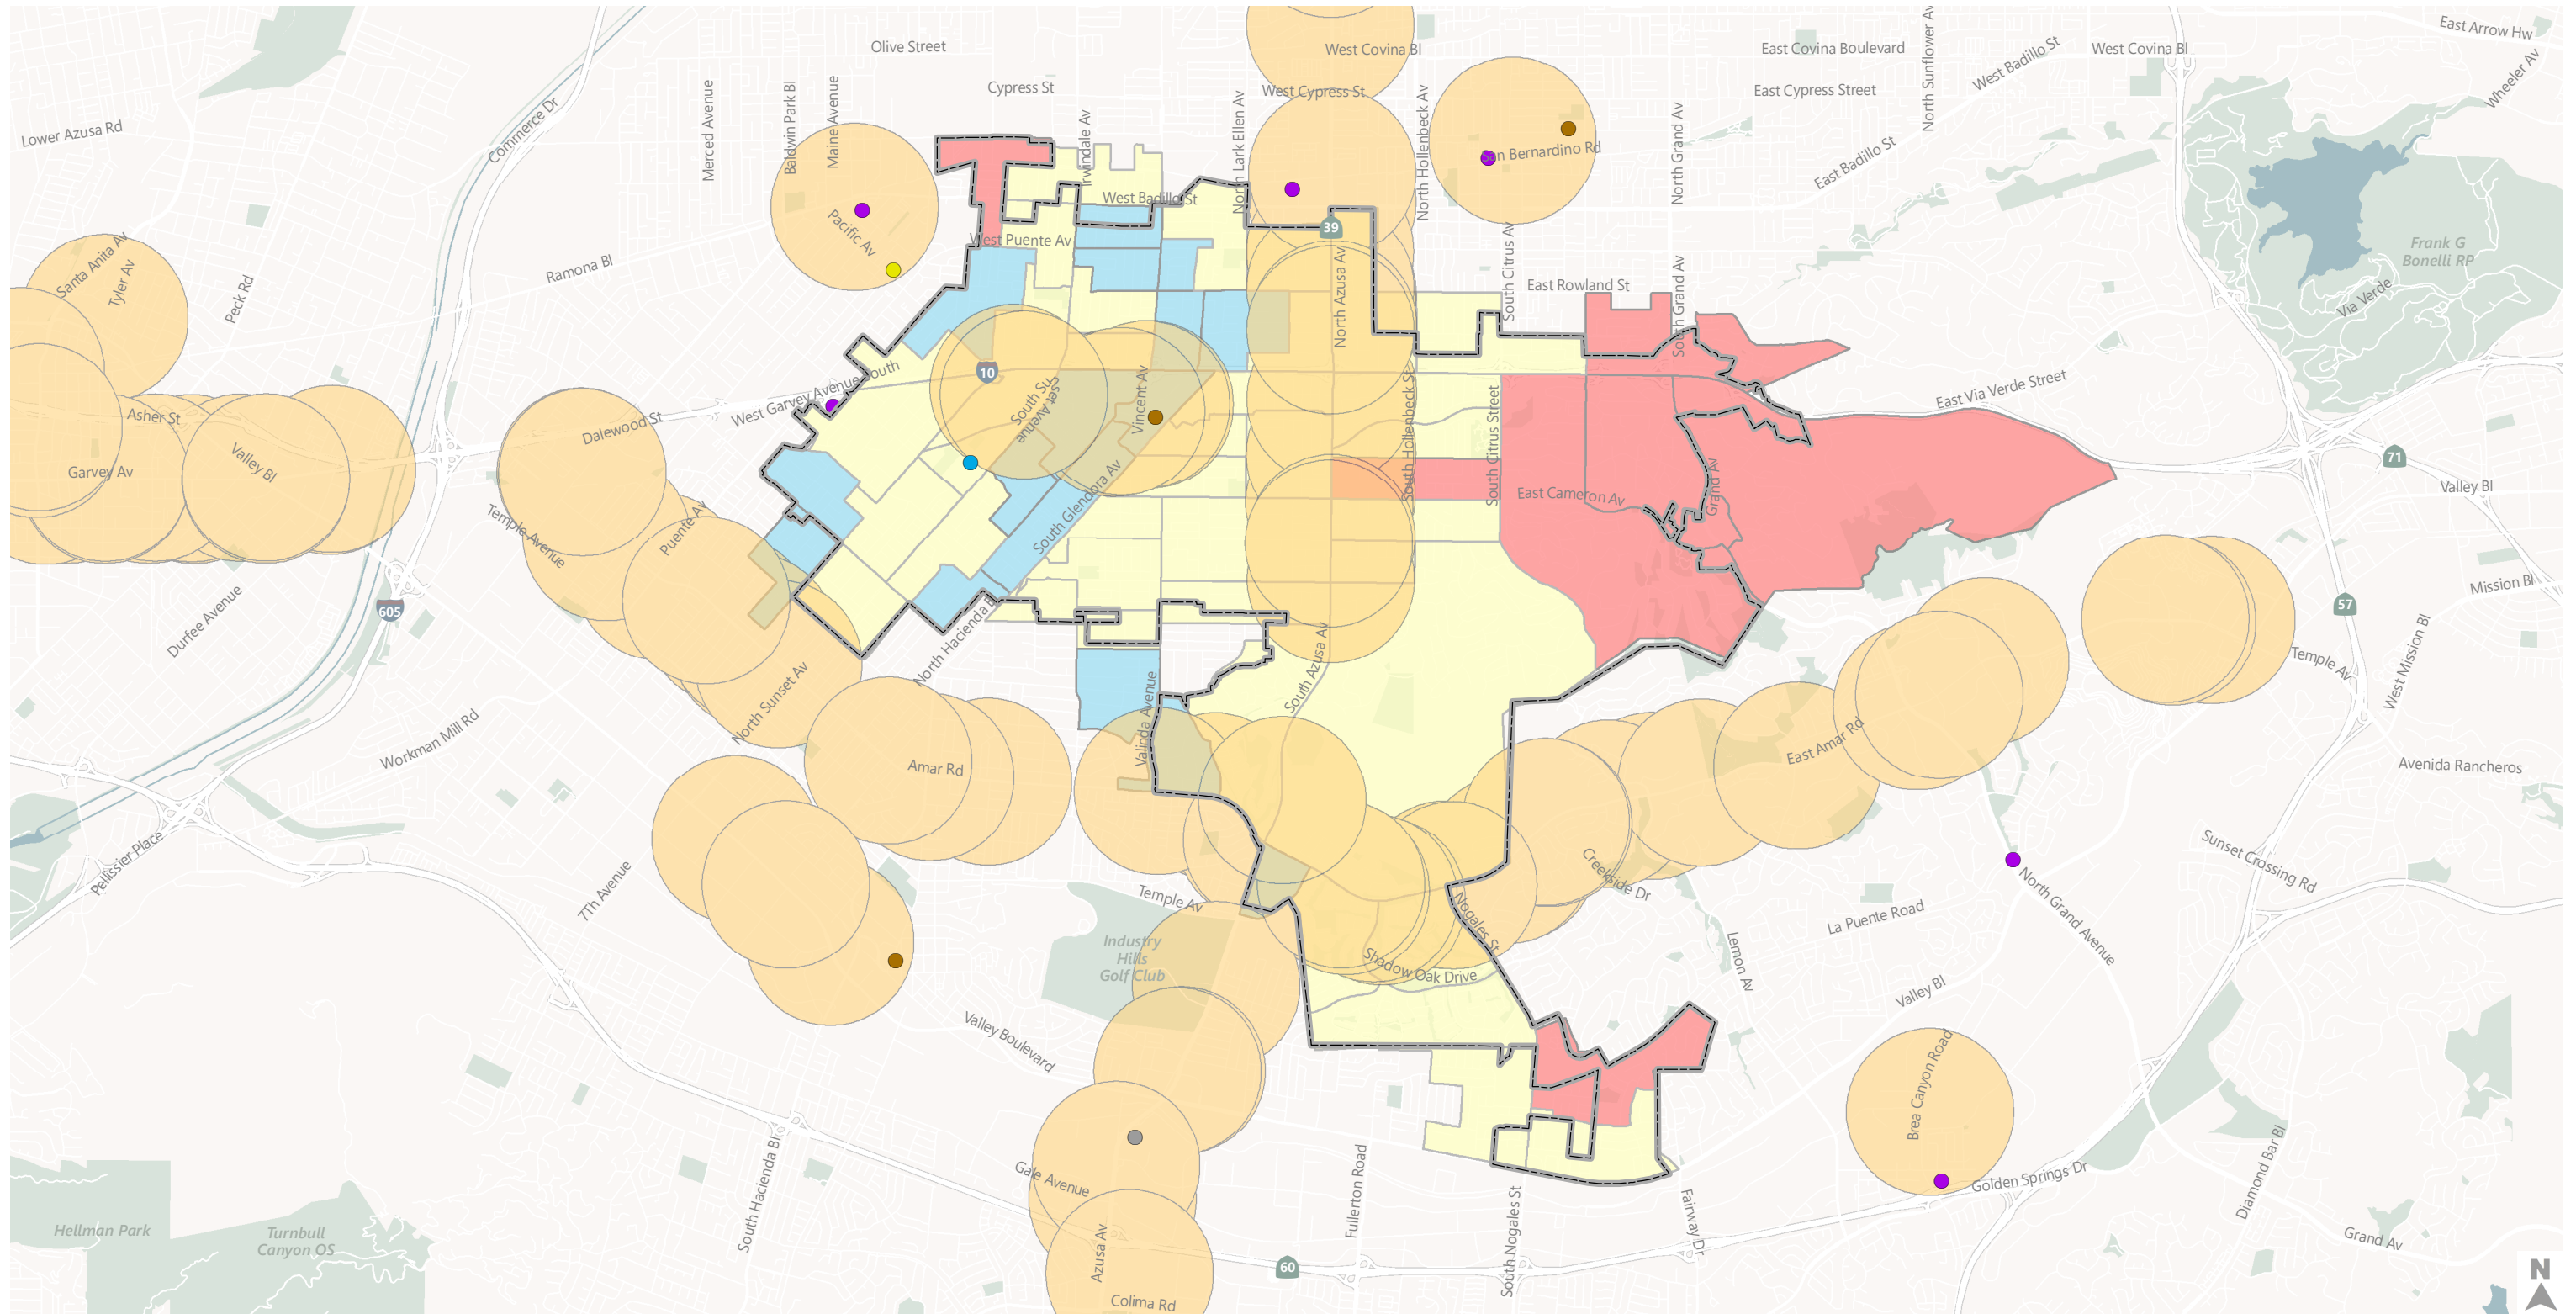 Olive Street
West Covina Bl
East Covina Boulevard
West Covina Bl
East Arrow Hw
Cypress St
West Cypress St
East Cypress Street
West Badillo St
North Sunflower Av
Wheeler Av
Lower Azusa Rd
Commerce Dr
Merced Avenue
Baldwin Park Bl
Maine Avenue
Irwindale Av
North Lark Ellen Av
North Hollenbeck Av
San Bernardino Rd
North Grand Av
East Badillo St
West Badillo St
Pacific Av
West Puente Av
39
Frank G
Bonelli RP
Santa Anita Av
Tyler Av
Peck Rd
Ramona Bl
North Azusa Av
South Citrus Av
East Rowland St
South Grand Av
Via Verde
10
West Garvey Avenue South
South Sunset Avenue
Vincent Av
East Via Verde Street
Asher St
Dalewood St
Garvey Av
Valley Bl
South Hollenbeck St
South Citrus Street
East Cameron Av
Grand Av
71
Valley Bl
Temple Avenue
Puente Av
South Glendora Av
605
Durfee Avenue
57
Mission Bl
West Mission Bl
Temple Av
North Hacienda Bl
North Sunset Av
South Azusa Av
Valinda Avenue
Workman Mill Rd
Amar Rd
East Amar Rd
Avenida Rancheros
Pellissier Place
7Th Avenue
Temple Av
Creekside Dr
Nogales St
Sunset Crossing Rd
North Grand Avenue
La Puente Road
Lemon Av
Industry
Hills
Golf Club
Shadow Oak Drive
Valley Bl
Valley Boulevard
Brea Canyon Road
South Hacienda Bl
Gale Avenue
Fullerton Road
South Nogales St
Fairway Dr
Golden Springs Dr
Diamond Bar Bl
Grand Av
Hellman Park
Turnbull
Canyon OS
Azusa Av
60
Colima Rd
N